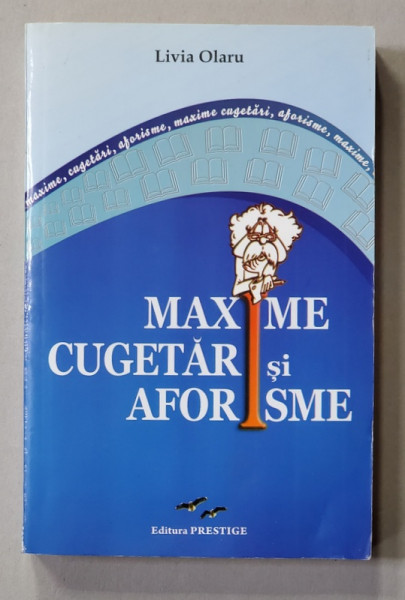 Livia Olaru
maxime, cugetări, aforisme, maxime cugetări, aforisme, maxime,
MAXIME
CUGETĂRI și
AFORISME
Editura PRESTIGE